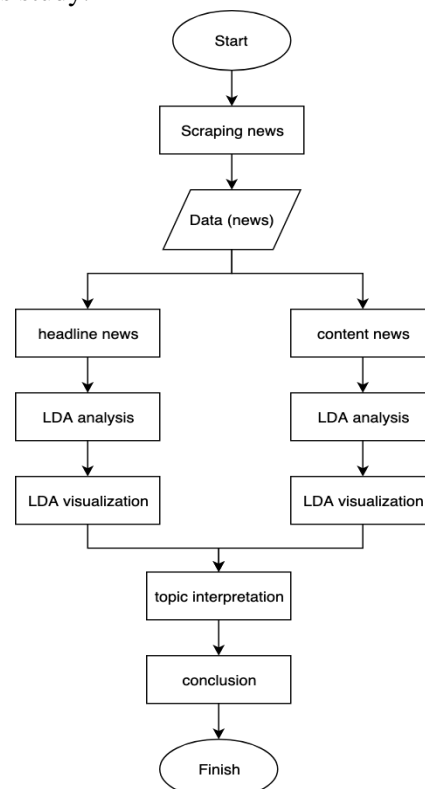 s study.
Start
Scraping news
Data (news)
headline news
content news
LDA analysis
LDA analysis
LDA visualization
LDA visualization
topic interpretation
conclusion
Finish